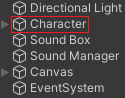 Directional Light
Character
Sound Box
Sound Manager
Canvas
EventSystem